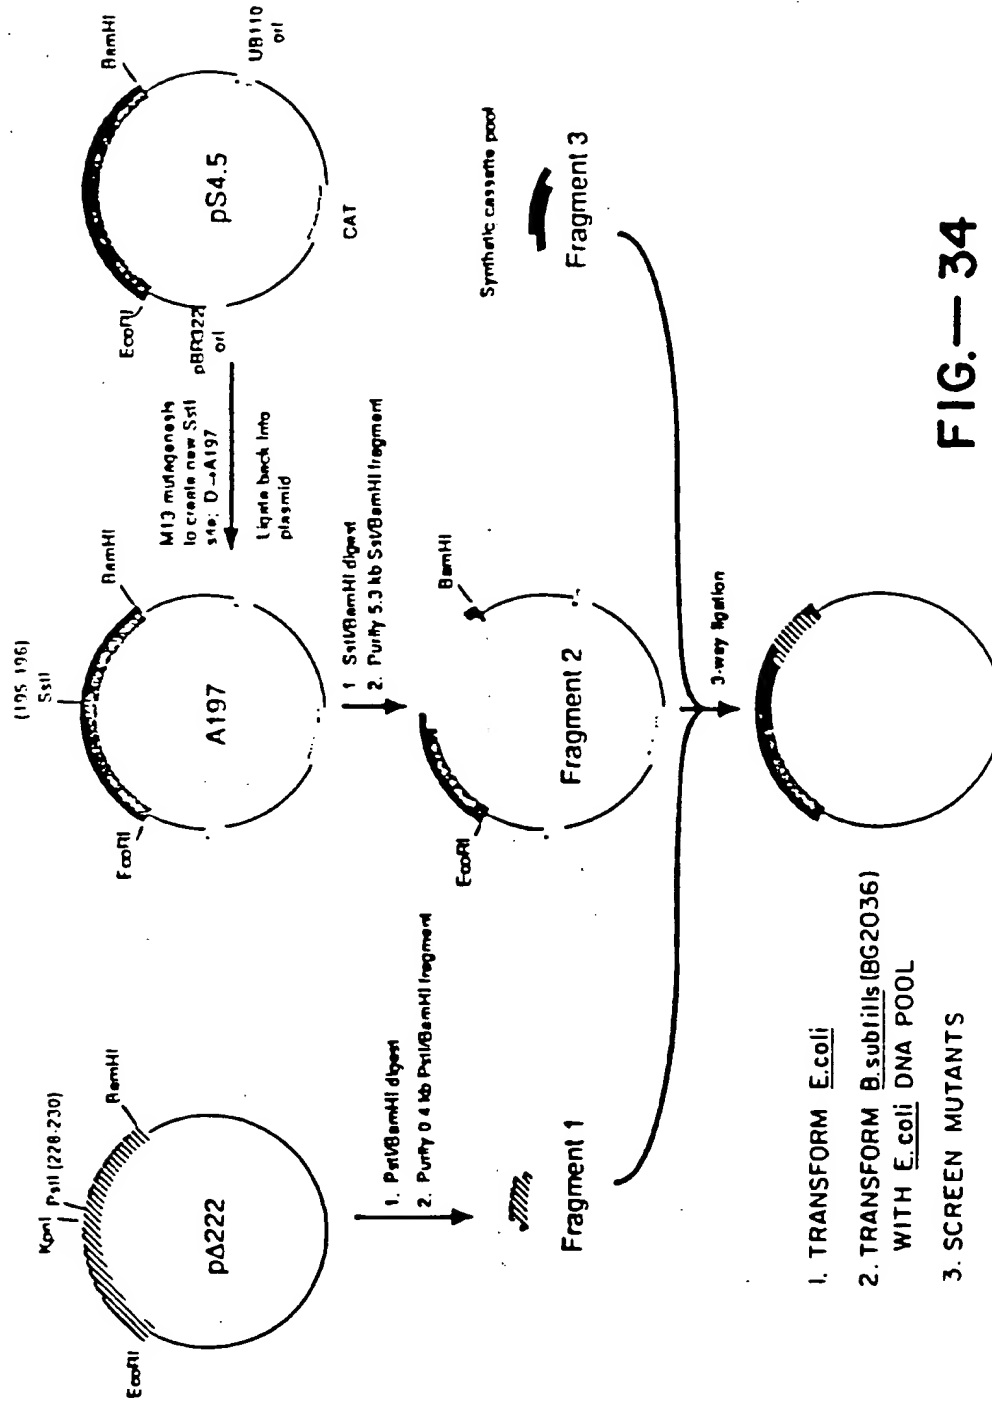 EcoRI
KpnI
PstI (228-230)
BamHI
pΔ222
1. PstI/BamHI digest
2. Purify 0.4 kb PstI/BamHI fragment
Fragment 1
(195-196)
SstI
EcoRI
BamHI
A197
1 SstI/BamHI digest
2. Purify 5.3 kb SstI/BamHI fragment
EcoRI
BamHI
Fragment 2
M13 mutagenesis
to create new SstI
site; D→A197
Ligate back into
plasmid
EcoRI
BamHI
pS4.5
pBR322
ori
UB110
ori
CAT
Synthetic cassette pool
Fragment 3
3-way ligation
1. TRANSFORM E.coli
2. TRANSFORM B.subtilis (BG2036)
WITH E.coli DNA POOL
3. SCREEN MUTANTS
FIG.— 34